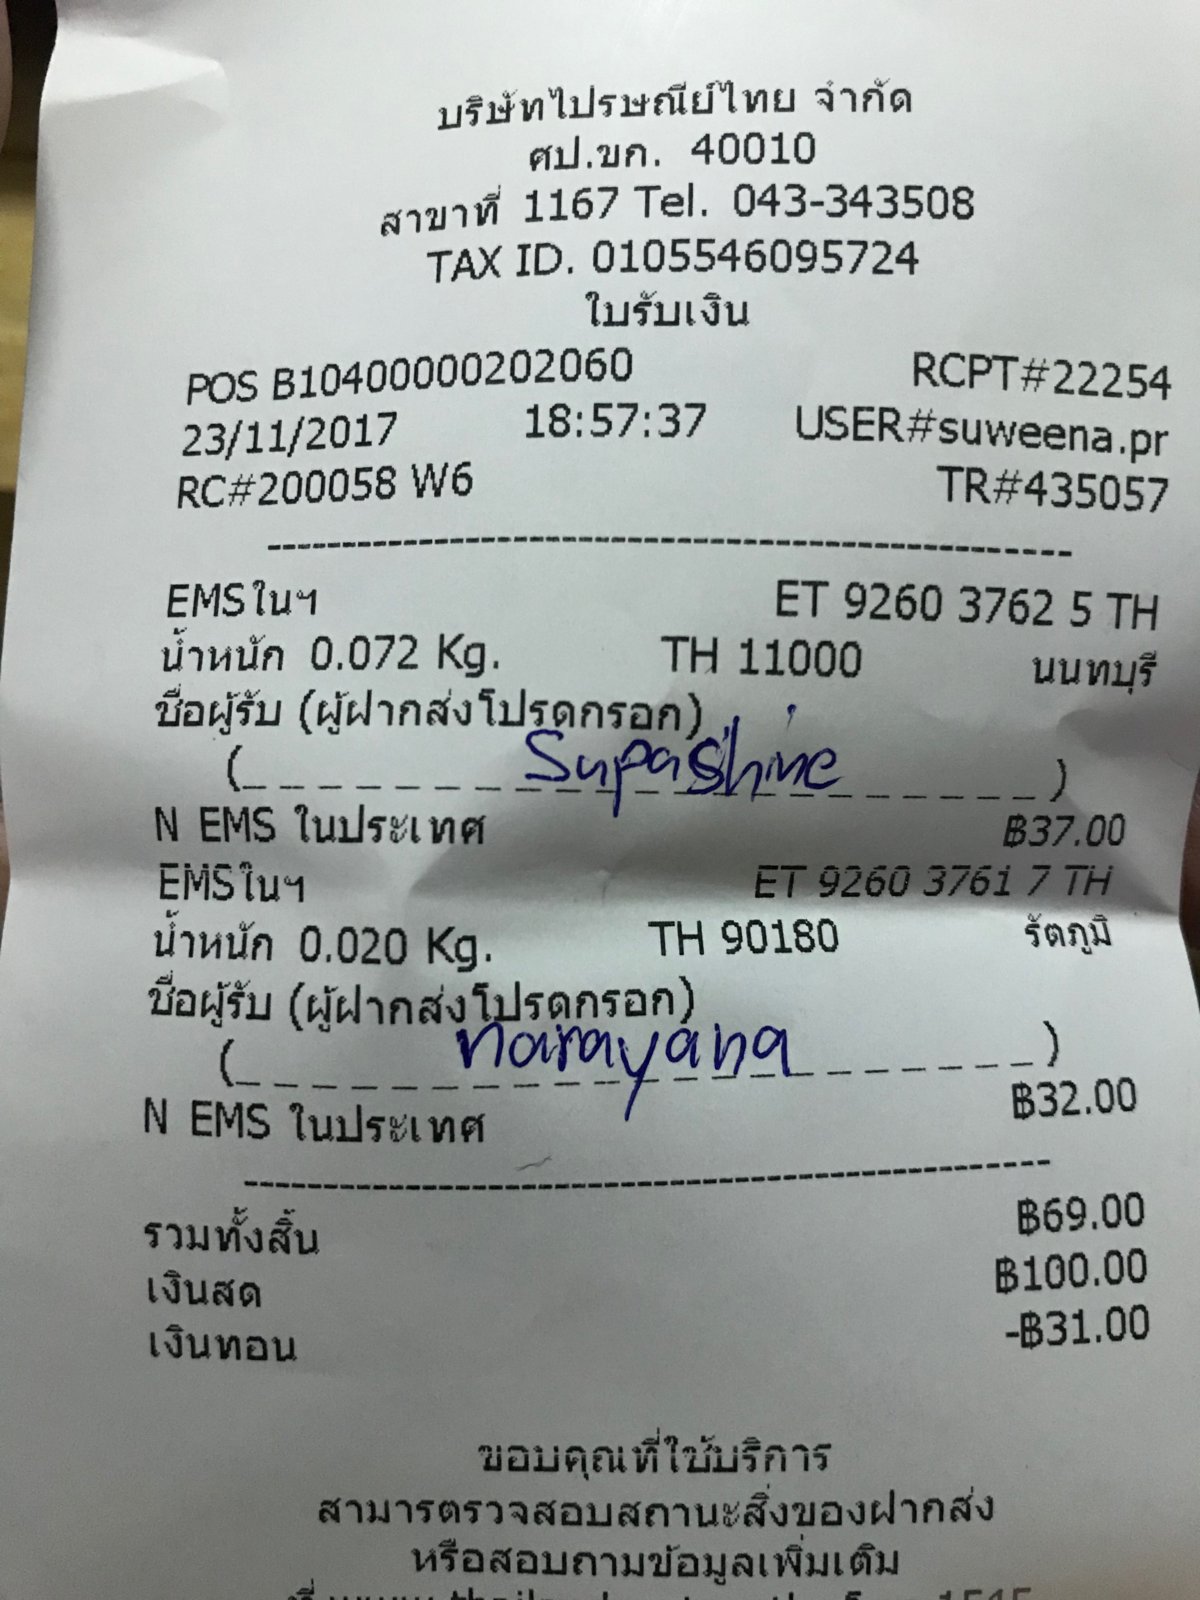 บริษัทไปรษณีย์ไทย จำกัด
ศป.ขก. 40010
สาขาที่ 1167 Tel. 043-343508
TAX ID. 0105546095724
ใบรับเงิน
POS B10400000202060 RCPT#22254
23/11/2017 18:57:37 USER#suweena.pr
RC#200058 W6 TR#435057
EMSในฯ ET 9260 3762 5 TH
น้ำหนัก 0.072 Kg. TH 11000 นนทบุรี
ชื่อผู้รับ (ผู้ฝากส่งโปรดกรอก)
(Supashine)
N EMS ในประเทศ ฿37.00
EMSในฯ ET 9260 3761 7 TH
น้ำหนัก 0.020 Kg. TH 90180 รัตภูมิ
ชื่อผู้รับ (ผู้ฝากส่งโปรดกรอก)
(narayana)
N EMS ในประเทศ ฿32.00
รวมทั้งสิ้น ฿69.00
เงินสด ฿100.00
เงินทอน -฿31.00
ขอบคุณที่ใช้บริการ
สามารตรวจสอบสถานะสิ่งของฝากส่ง
หรือสอบถามข้อมูลเพิ่มเติม